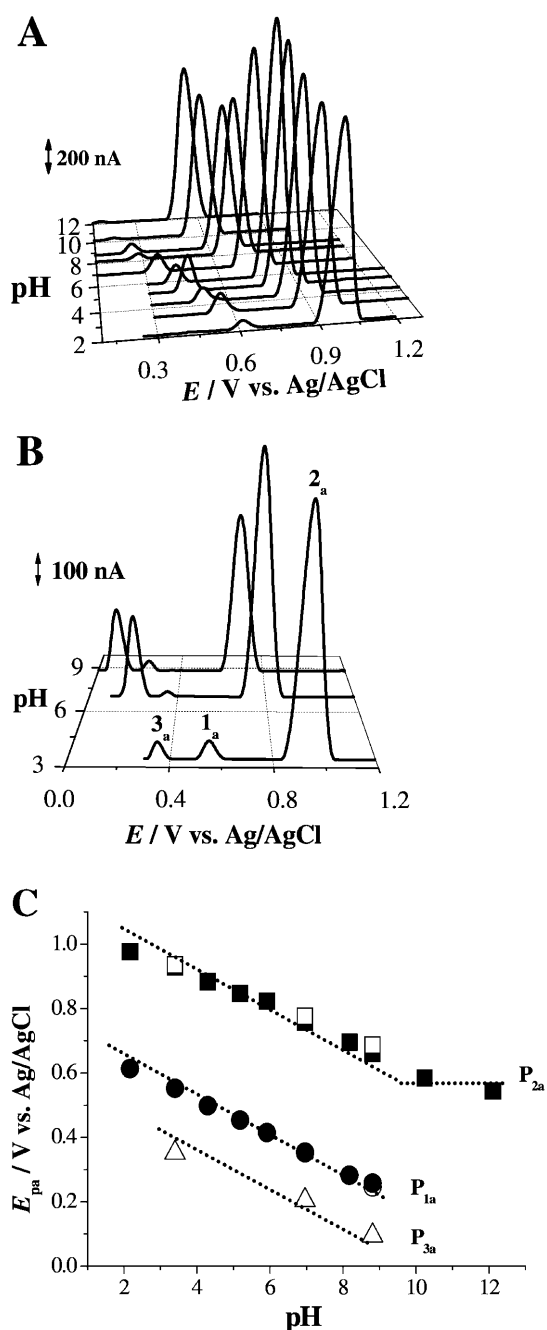 A
200 nA
12
10
8
6
4
2
pH
0.3 0.6 0.9 1.2
E / V vs. Ag/AgCl
B
2a
100 nA
9
pH
6
3a 1a
3
0.0 0.4 0.8 1.2
E / V vs. Ag/AgCl
C
1.0
0.8
0.6
0.4
0.2
0.0
Epa / V vs. Ag/AgCl
P2a
P1a
P3a
2 4 6 8 10 12
pH